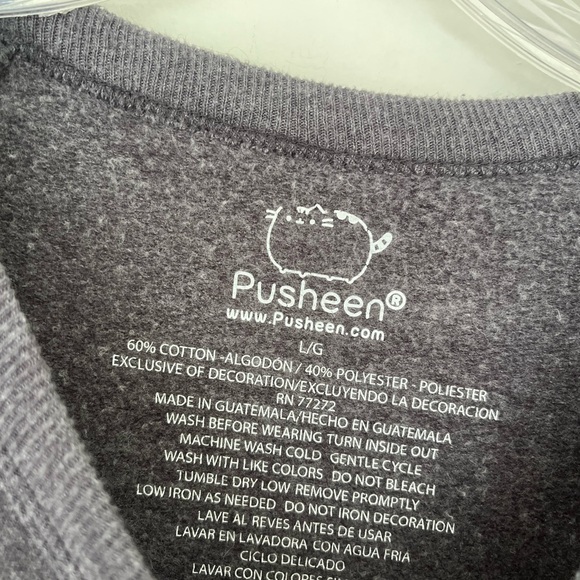 Pusheen®
www.Pusheen.com
L/G
60% COTTON -ALGODÓN / 40% POLYESTER - POLIESTER
EXCLUSIVE OF DECORATION/EXCLUYENDO LA DECORACION
RN 77272
MADE IN GUATEMALA/HECHO EN GUATEMALA
WASH BEFORE WEARING TURN INSIDE OUT
MACHINE WASH COLD GENTLE CYCLE
WASH WITH LIKE COLORS DO NOT BLEACH
TUMBLE DRY LOW REMOVE PROMPTLY
LOW IRON AS NEEDED DO NOT IRON DECORATION
LAVE AL REVES ANTES DE USAR
LAVAR EN LAVADORA CON AGUA FRIA
CICLO DELICADO
LAVAR CON COLORES